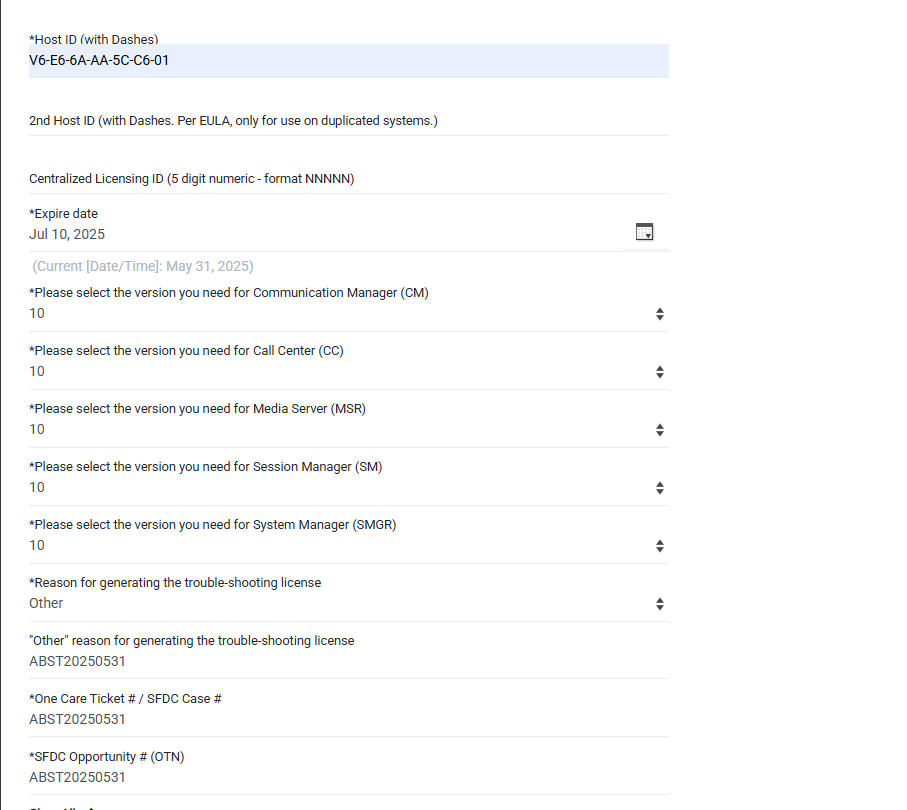 *Host ID (with Dashes)
V6-E6-6A-AA-5C-C6-01
2nd Host ID (with Dashes. Per EULA, only for use on duplicated systems.)
Centralized Licensing ID (5 digit numeric - format NNNNN)
*Expire date
Jul 10, 2025
(Current [Date/Time]: May 31, 2025)
*Please select the version you need for Communication Manager (CM)
10
*Please select the version you need for Call Center (CC)
10
*Please select the version you need for Media Server (MSR)
10
*Please select the version you need for Session Manager (SM)
10
*Please select the version you need for System Manager (SMGR)
10
*Reason for generating the trouble-shooting license
Other
"Other" reason for generating the trouble-shooting license
ABST20250531
*One Care Ticket # / SFDC Case #
ABST20250531
*SFDC Opportunity # (OTN)
ABST20250531